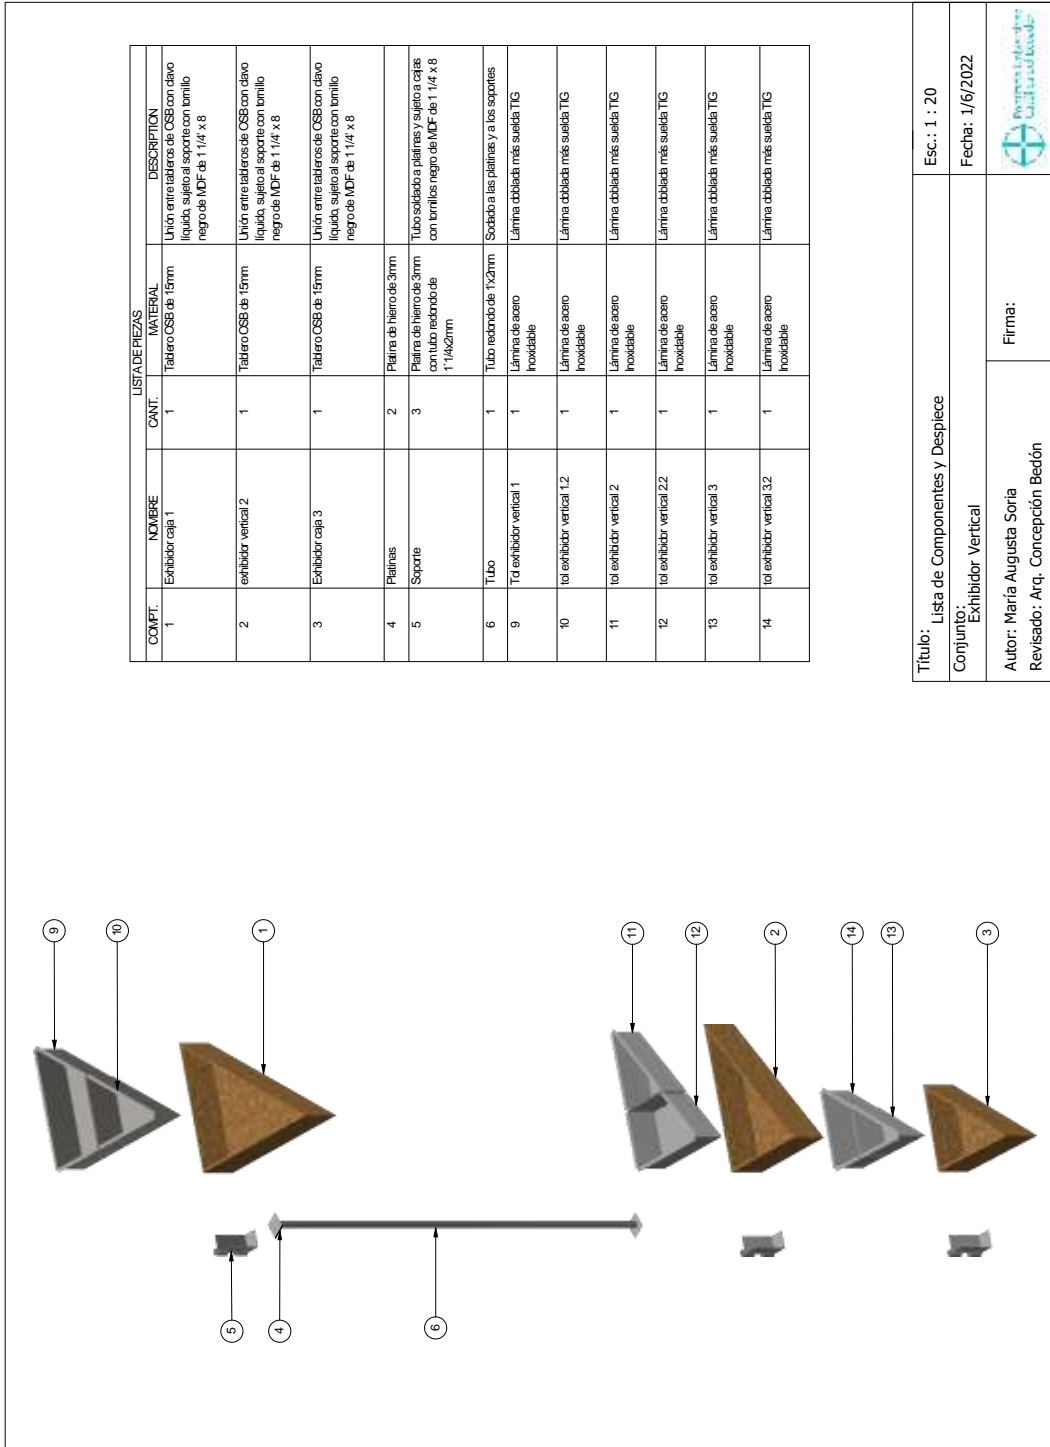 LISTA DE PIEZAS
COMPT. NOMBRE CANT. MATERIAL DESCRIPTION
1 Exhibidor caja 1 1 Tablero OSB de 15mm Unión entre tableros de OSB con clavo
líquido, sujeto al soporte con tornillo
negro de MDF de 1 1/4' x 8
2 exhibidor vertical 2 1 Tablero OSB de 15mm Unión entre tableros de OSB con clavo
líquido, sujeto al soporte con tornillo
negro de MDF de 1 1/4' x 8
3 Exhibidor caja 3 1 Tablero OSB de 15mm Unión entre tableros de OSB con clavo
líquido, sujeto al soporte con tornillo
negro de MDF de 1 1/4' x 8
4 Platinas 2 Platina de hierro de 3mm
5 Soporte 3 Platina de hierro de 3mm
con tubo redondo de
1'1/4x2mm
Tubo soldado a platinas y sujeto a cajas
con tornillos negro de MDF de 1 1/4 x 8
6 Tubo 1 Tubo redondo de 1'x2mm Sodado a las platinas y a los soportes
9 Tol exhibidor vertical 1 1 Lámina de acero
Inoxidable
Lámina doblada más suelda TIG
10 tol exhibidor vertical 1.2 1 Lámina de acero
Inoxidable
Lámina doblada más suelda TIG
11 tol exhibidor vertical 2 1 Lámina de acero
Inoxidable
Lámina doblada más suelda TIG
12 tol exhibidor vertical 2.2 1 Lámina de acero
Inoxidable
Lámina doblada más suelda TIG
13 tol exhibidor vertical 3 1 Lámina de acero
Inoxidable
Lámina doblada más suelda TIG
14 tol exhibidor vertical 3.2 1 Lámina de acero
Inoxidable
Lámina doblada más suelda TIG
9
10
1
11
12
2
14
13
3
5
4
6
Título:
Lista de Componentes y Despiece
Esc.: 1 : 20
Conjunto:
Exhibidor Vertical
Fecha: 1/6/2022
Autor: María Augusta Soria
Revisado: Arq. Concepción Bedón
Firma: